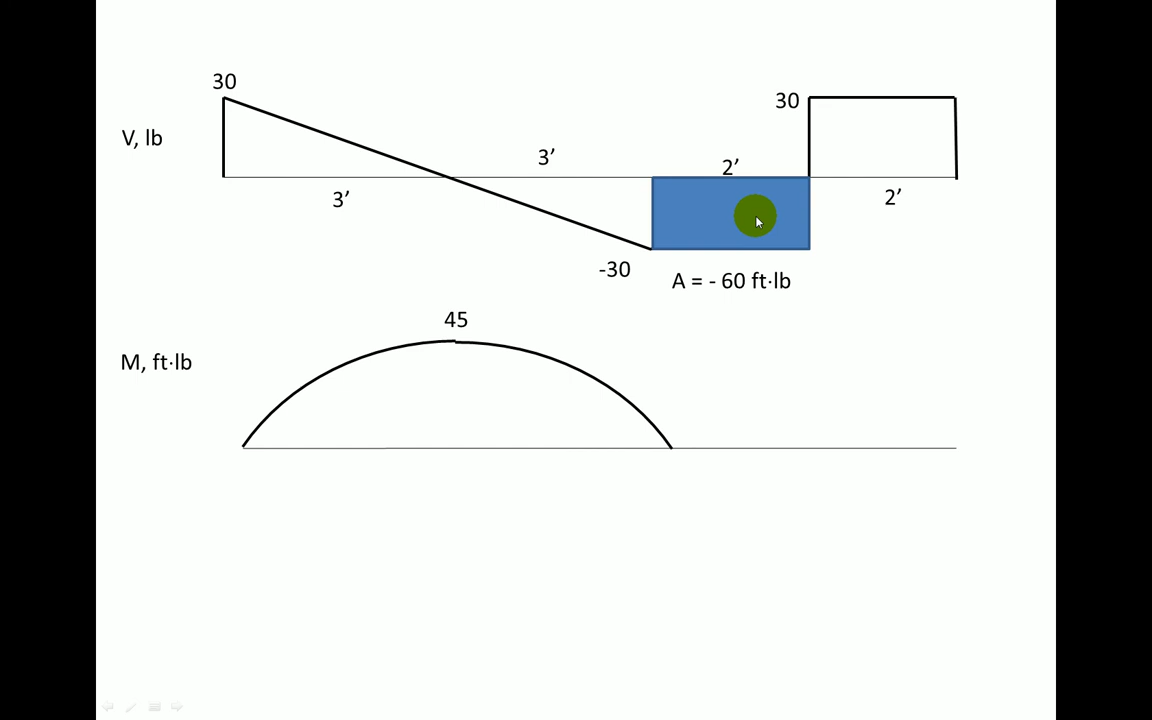 30
30
V, lb
3’
2’
3’
2’
-30
A = - 60 ft·lb
45
M, ft·lb